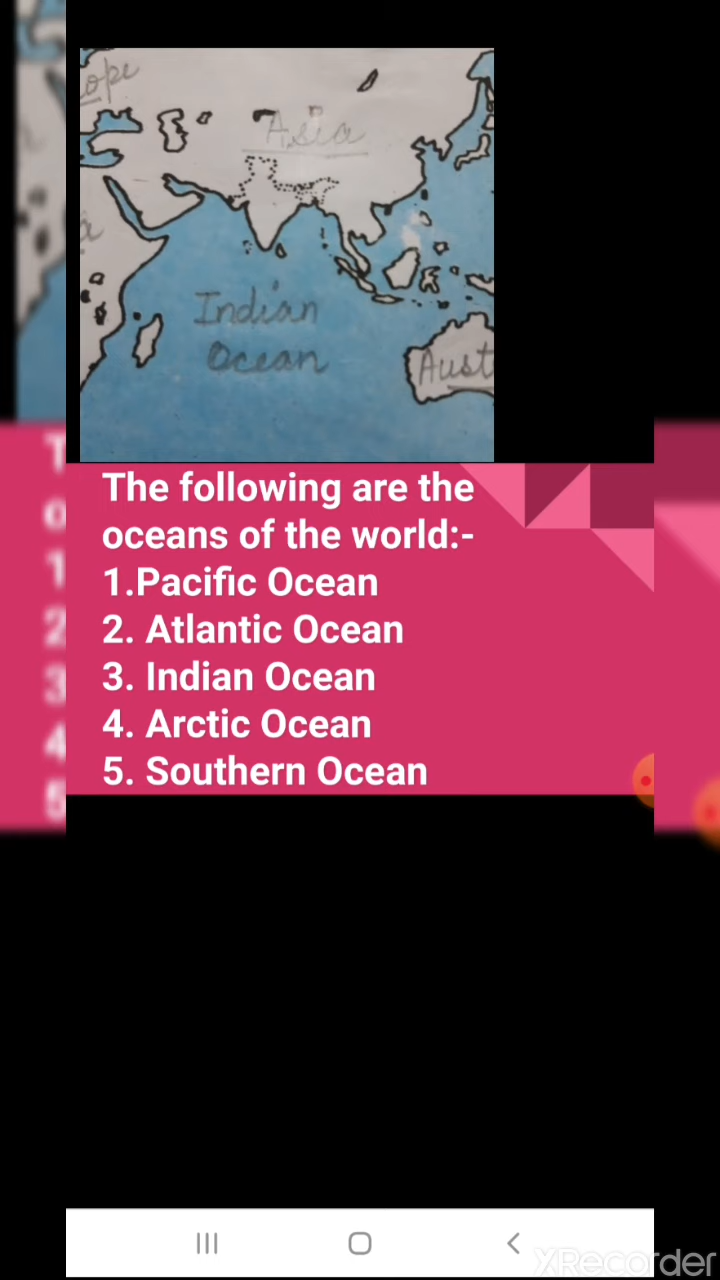 ope
Asia
a
Indian
Ocean
Aust
The following are the
oceans of the world:-
1.Pacific Ocean
2. Atlantic Ocean
3. Indian Ocean
4. Arctic Ocean
5. Southern Ocean
XRecorder